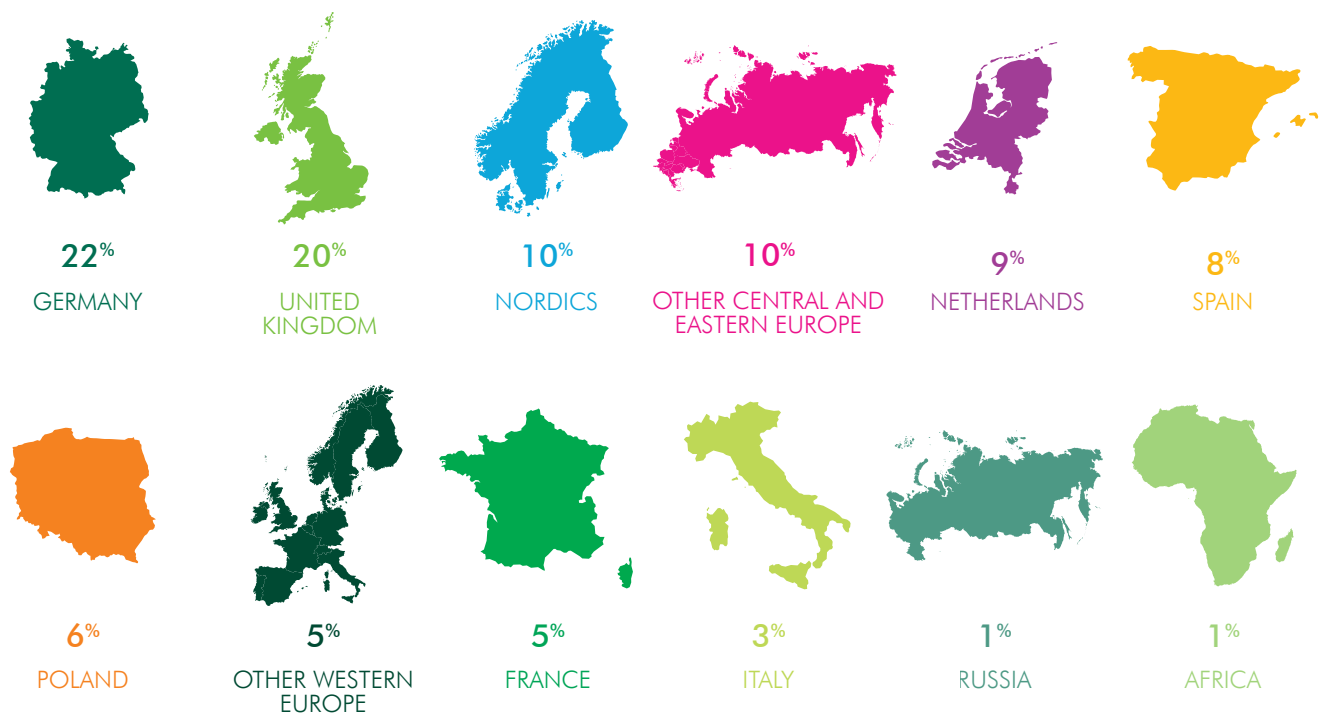 22%
GERMANY
20%
UNITED
KINGDOM
10%
NORDICS
10%
OTHER CENTRAL AND
EASTERN EUROPE
9%
NETHERLANDS
8%
SPAIN
6%
POLAND
5%
OTHER WESTERN
EUROPE
5%
FRANCE
3%
ITALY
1%
RUSSIA
1%
AFRICA